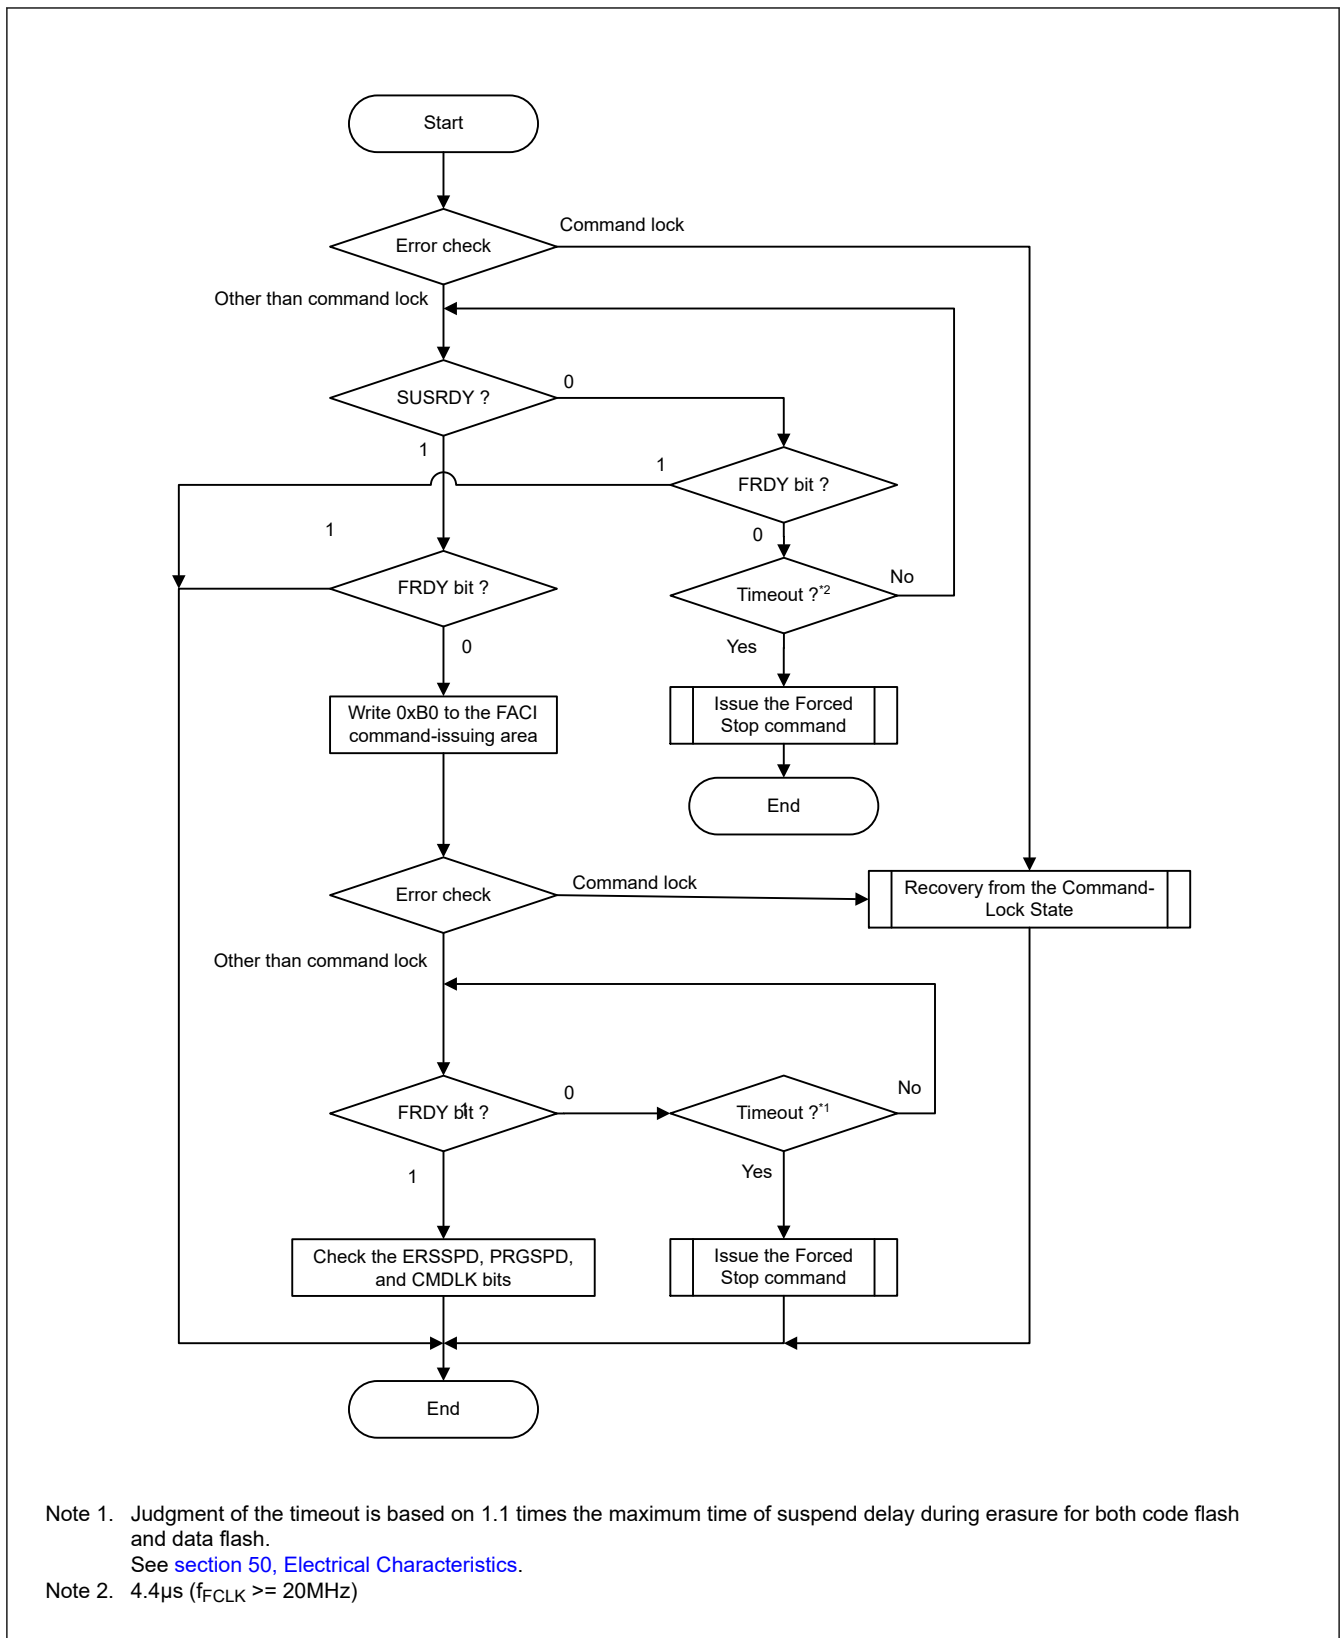 Start
Error check
Command lock
Other than command lock
SUSRDY ?
0
1
1
FRDY bit ?
1
0
FRDY bit ?
Timeout ?*2
No
0
Yes
Write 0xB0 to the FACI
command-issuing area
Issue the Forced
Stop command
End
Error check
Command lock
Recovery from the Command-
Lock State
Other than command lock
FRDY bit ?
1
0
Timeout ?*1
No
1
Yes
Check the ERSSPD, PRGSPD,
and CMDLK bits
Issue the Forced
Stop command
End
Note 1. Judgment of the timeout is based on 1.1 times the maximum time of suspend delay during erasure for both code flash
and data flash.
See section 50, Electrical Characteristics.
Note 2. 4.4µs (fFCLK >= 20MHz)